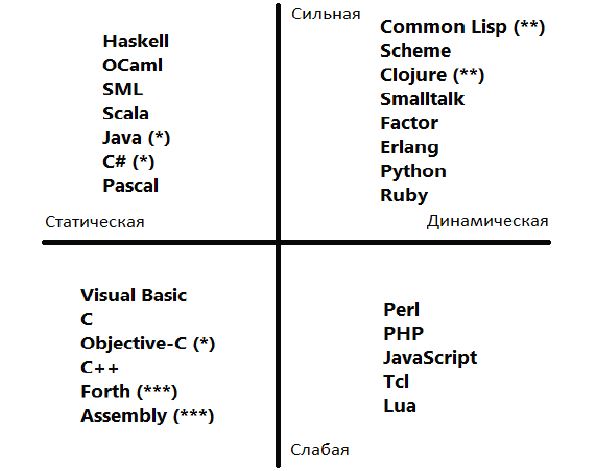 Сильная
Haskell
OCaml
SML
Scala
Java (*)
C# (*)
Pascal
Common Lisp (**)
Scheme
Clojure (**)
Smalltalk
Factor
Erlang
Python
Ruby
Статическая
Динамическая
Visual Basic
C
Objective-C (*)
C++
Forth (***)
Assembly (***)
Perl
PHP
JavaScript
Tcl
Lua
Слабая